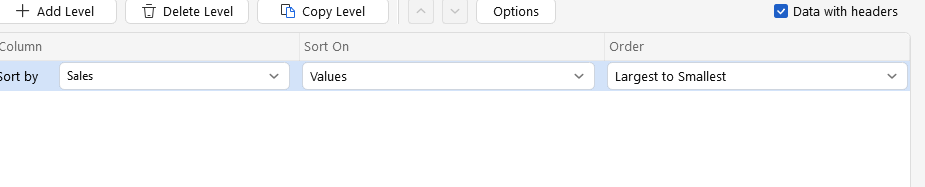 Add Level Delete Level Copy Level Options Data with headers
Column Sort On Order
Sort by Sales Values Largest to Smallest